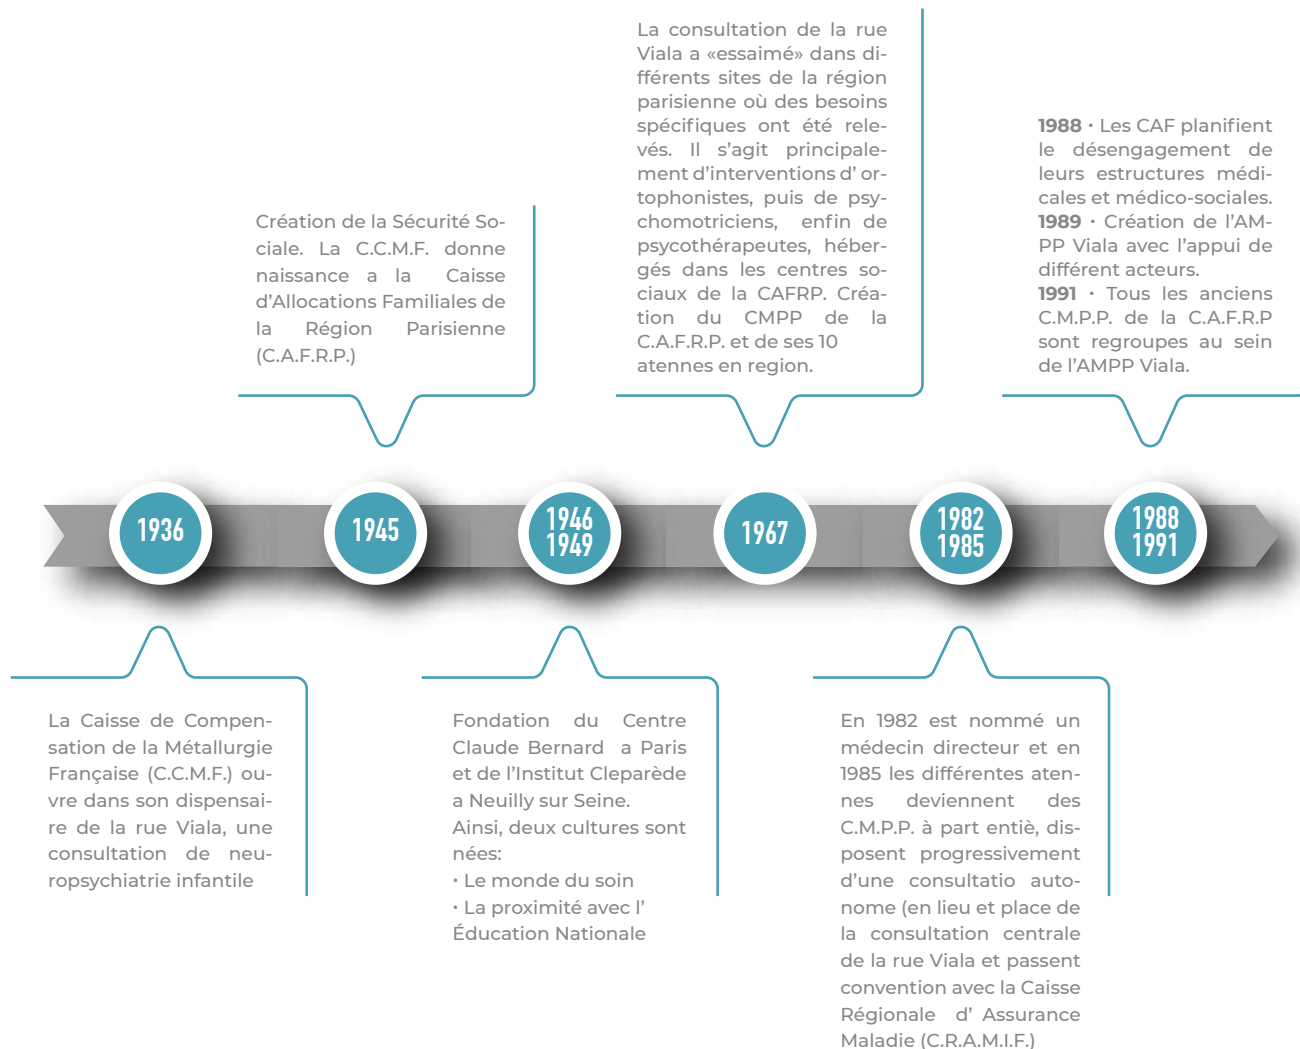 La consultation de la rue
Viala a «essaimé» dans di-
fférents sites de la région
parisienne où des besoins
spécifiques ont été rele-
vés. Il s’agit principale-
ment d’interventions d’ or-
tophonistes, puis de psy-
chomotriciens, enfin de
psycothérapeutes, héber-
gés dans les centres so-
ciaux de la CAFRP. Créa-
tion du CMPP de la
C.A.F.R.P. et de ses 10
atennes en region.
1988 · Les CAF planifient
le désengagement de
leurs estructures médi-
cales et médico-sociales.
1989 · Création de l’AM-
PP Viala avec l’appui de
différent acteurs.
1991 · Tous les anciens
C.M.P.P. de la C.A.F.R.P
sont regroupes au sein
de l’AMPP Viala.
Création de la Sécurité So-
ciale. La C.C.M.F. donne
naissance a la Caisse
d’Allocations Familiales de
la Région Parisienne
(C.A.F.R.P.)
1936
1945
1946
1949
1967
1982
1985
1988
1991
La Caisse de Compen-
sation de la Métallurgie
Française (C.C.M.F.) ou-
vre dans son dispensai-
re de la rue Viala, une
consultation de neu-
ropsychiatrie infantile
Fondation du Centre
Claude Bernard a Paris
et de l’Institut Cleparède
a Neuilly sur Seine.
Ainsi, deux cultures sont
nées:
· Le monde du soin
· La proximité avec l’
Éducation Nationale
En 1982 est nommé un
médecin directeur et en
1985 les différentes aten-
nes deviennent des
C.M.P.P. à part entiè, dis-
posent progressivement
d’une consultatio auto-
nome (en lieu et place de
la consultation centrale
de la rue Viala et passent
convention avec la Caisse
Régionale d’ Assurance
Maladie (C.R.A.M.I.F.)